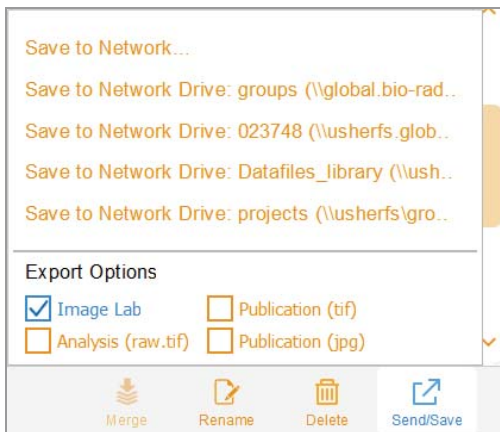 Save to Network...
Save to Network Drive: groups (\\global.bio-rad..
Save to Network Drive: 023748 (\\usherfs.glob..
Save to Network Drive: Datafiles_library (\\ush..
Save to Network Drive: projects (\\usherfs\gro..
Export Options
Image Lab Publication (tif)
Analysis (raw.tif) Publication (jpg)
Merge Rename Delete Send/Save